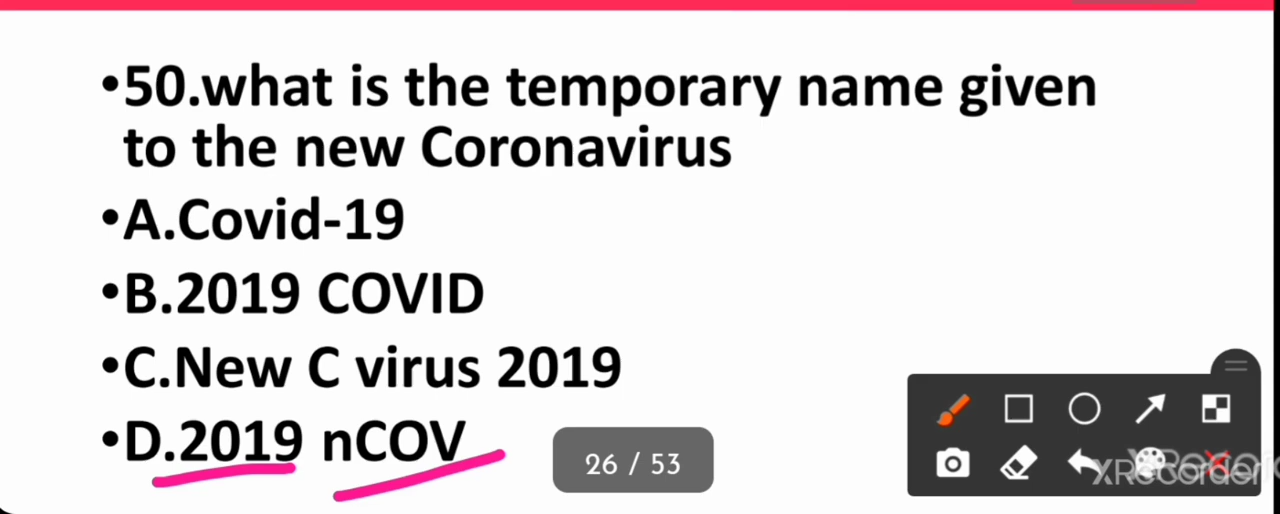 •50.what is the temporary name given
to the new Coronavirus
•A.Covid-19
•B.2019 COVID
•C.New C virus 2019
•D.2019 nCOV
26 / 53
XRecorder